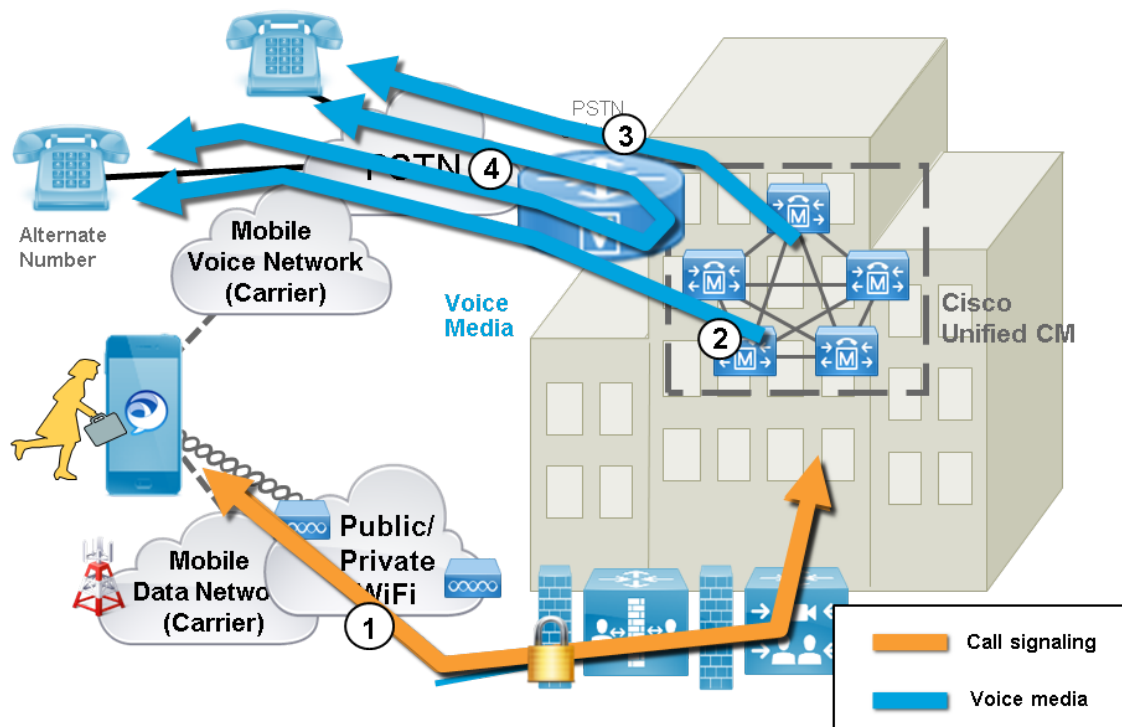 PSTN
3
PSTN
4
Alternate
Number
Mobile
Voice Network
(Carrier)
Voice
Media
M
M
M
M
M
2
Cisco
Unified CM
V
Public/
Private
WiFi
Mobile
Data Netwo
(Carrier)
1
Call signaling
Voice media